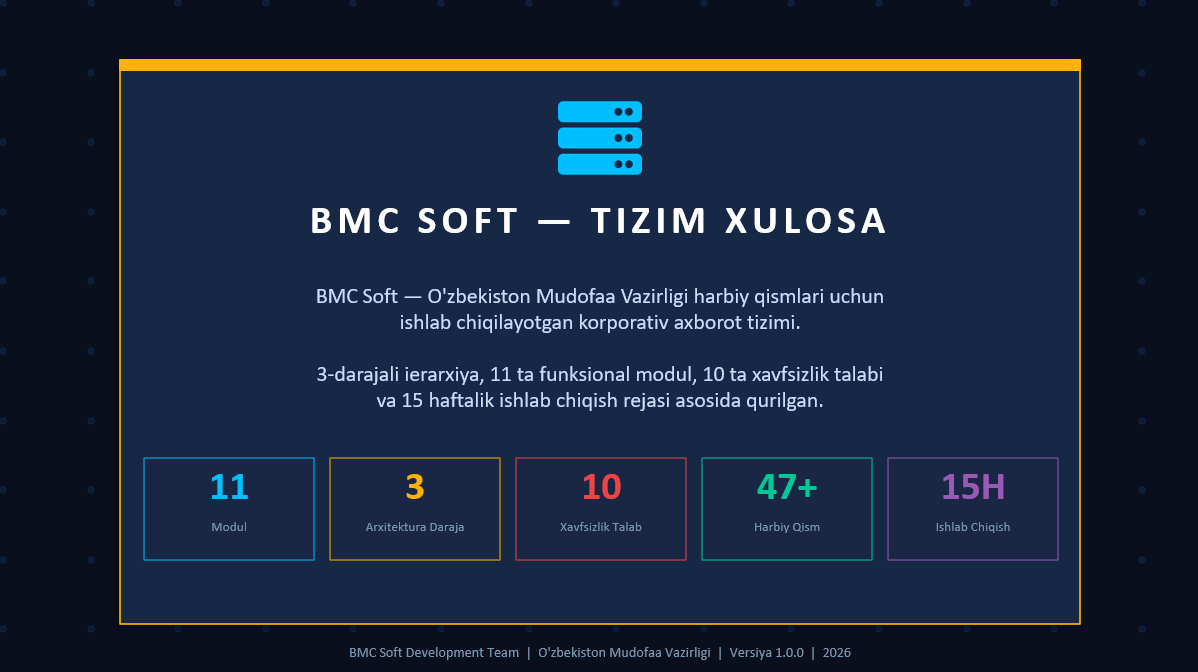 BMC SOFT — TIZIM XULOSA
BMC Soft — O'zbekiston Mudofaa Vazirligi harbiy qismlari uchun
ishlab chiqilayotgan korporativ axborot tizimi.
3-darajali ierarxiya, 11 ta funksional modul, 10 ta xavfsizlik talabi
va 15 haftalik ishlab chiqish rejasi asosida qurilgan.
11
Modul
3
Arxitektura Daraja
10
Xavfsizlik Talab
47+
Harbiy Qism
15H
Ishlab Chiqish
BMC Soft Development Team | O'zbekiston Mudofaa Vazirligi | Versiya 1.0.0 | 2026